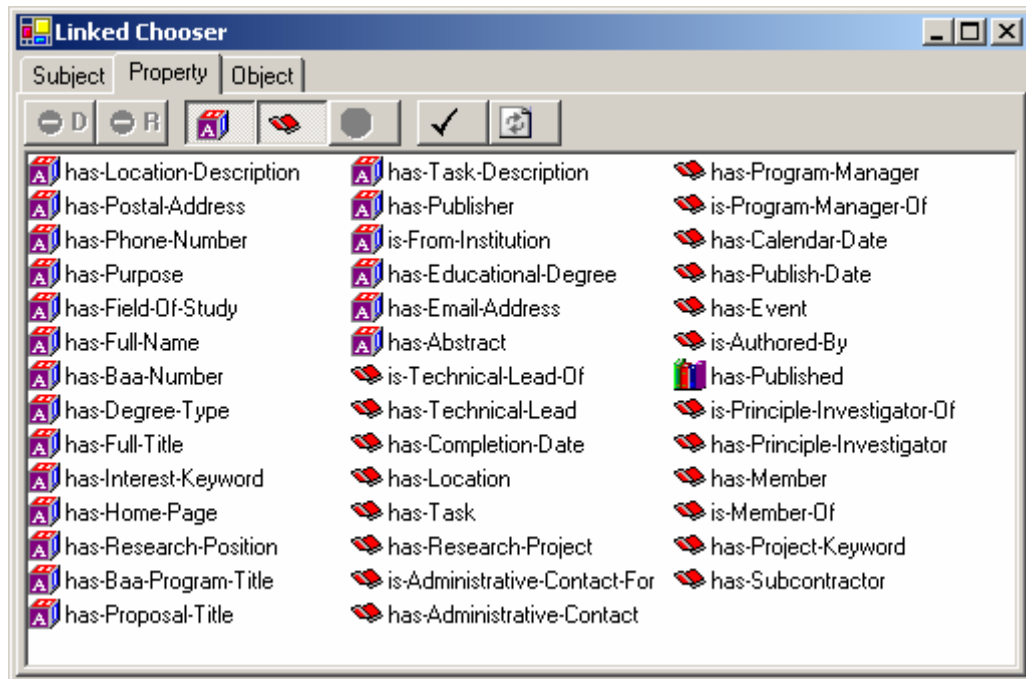 Linked Chooser
Subject Property Object
D R A
has-Location-Description
has-Postal-Address
has-Phone-Number
has-Purpose
has-Field-Of-Study
has-Full-Name
has-Baa-Number
has-Degree-Type
has-Full-Title
has-Interest-Keyword
has-Home-Page
has-Research-Position
has-Baa-Program-Title
has-Proposal-Title
has-Task-Description
has-Publisher
is-From-Institution
has-Educational-Degree
has-Email-Address
has-Abstract
is-Technical-Lead-Of
has-Technical-Lead
has-Completion-Date
has-Location
has-Task
has-Research-Project
is-Administrative-Contact-For
has-Administrative-Contact
has-Program-Manager
is-Program-Manager-Of
has-Calendar-Date
has-Publish-Date
has-Event
is-Authored-By
has-Published
is-Principle-Investigator-Of
has-Principle-Investigator
has-Member
is-Member-Of
has-Project-Keyword
has-Subcontractor